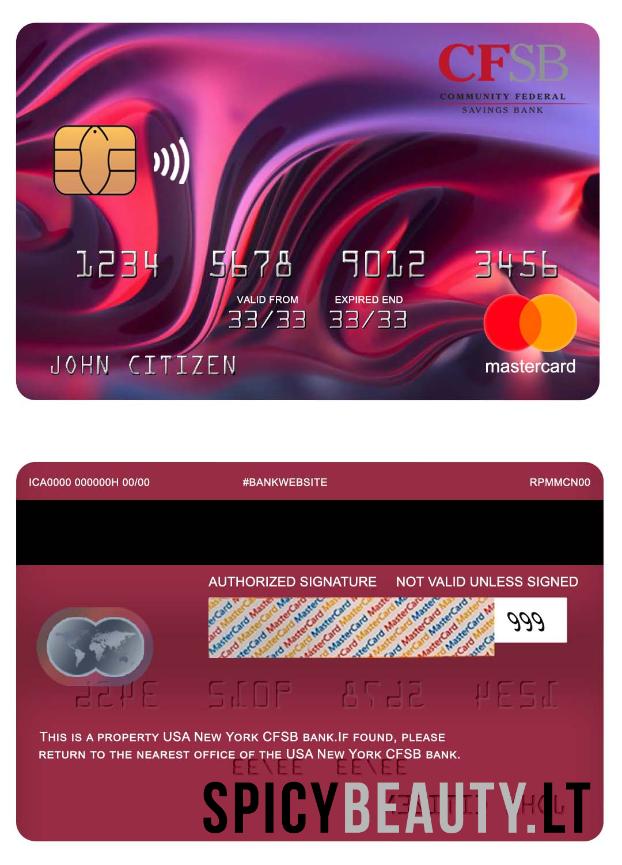 CFSB
COMMUNITY FEDERAL
SAVINGS BANK
1234 5678 9012 3456
VALID FROM EXPIRED END
33/33 33/33
JOHN CITIZEN
mastercard
ICA0000 000000H 00/00 #BANKWEBSITE RPMMCN00
AUTHORIZED SIGNATURE NOT VALID UNLESS SIGNED
MasterCard MasterCard MasterCard
999
THIS IS A PROPERTY USA NEW YORK CFSB BANK.IF FOUND, PLEASE
RETURN TO THE NEAREST OFFICE OF THE USA NEW YORK CFSB BANK.
SPICYBEAUTY.LT